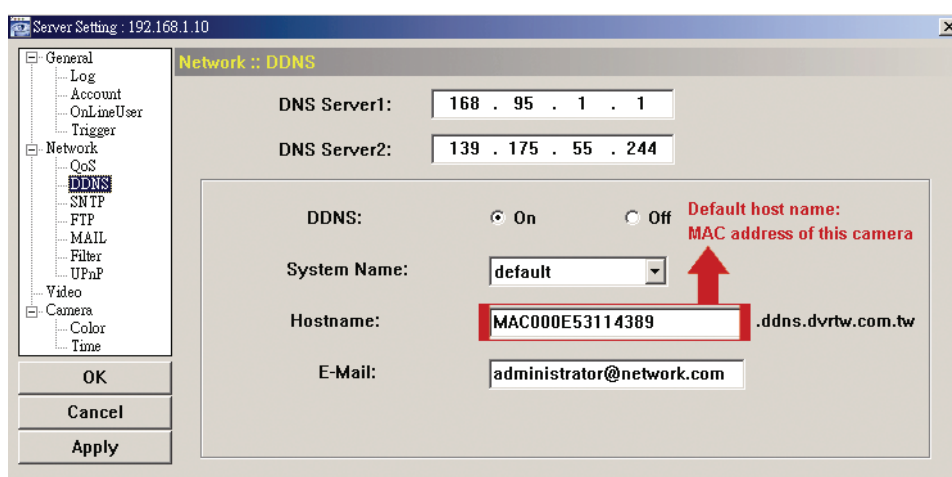 Server Setting : 192.168.1.10
General
Log
Account
OnLineUser
Trigger
Network
QoS
DDNS
SNTP
FTP
MAIL
Filter
UPnP
Video
Camera
Color
Time
OK
Cancel
Apply
Network :: DDNS
DNS Server1: 168 . 95 . 1 . 1
DNS Server2: 139 . 175 . 55 . 244
DDNS: On Off
Default host name:
MAC address of this camera
System Name: default
Hostname: MAC000E53114389 .ddns.dvrtw.com.tw
E-Mail: administrator@network.com